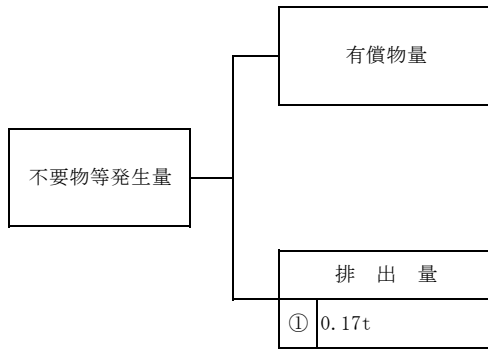 有償物量
不要物等発生量
排 出 量
① 0.17t